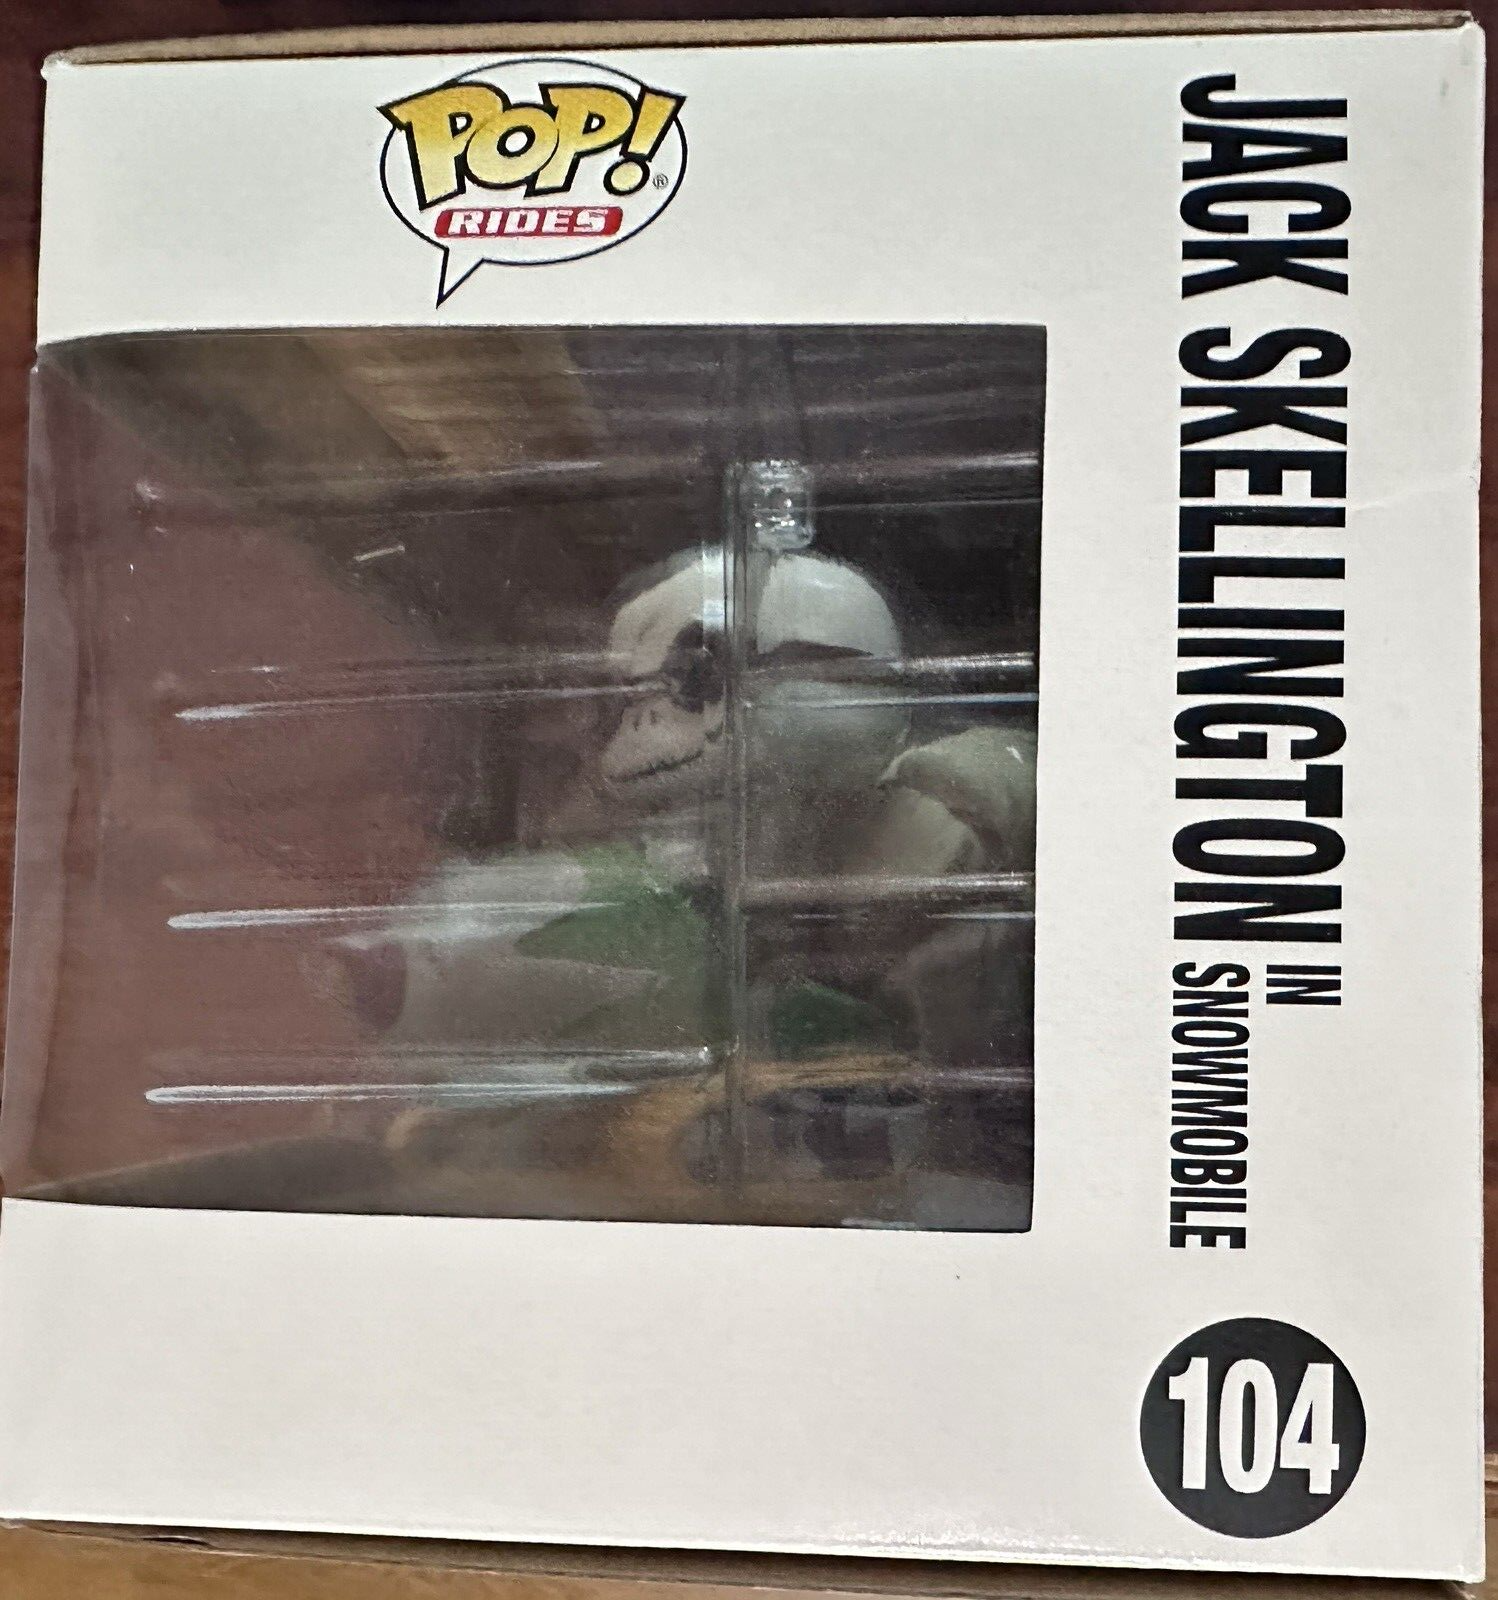 POP!®
RIDES
JACK SKELLINGTON IN
SNOWMOBILE
104